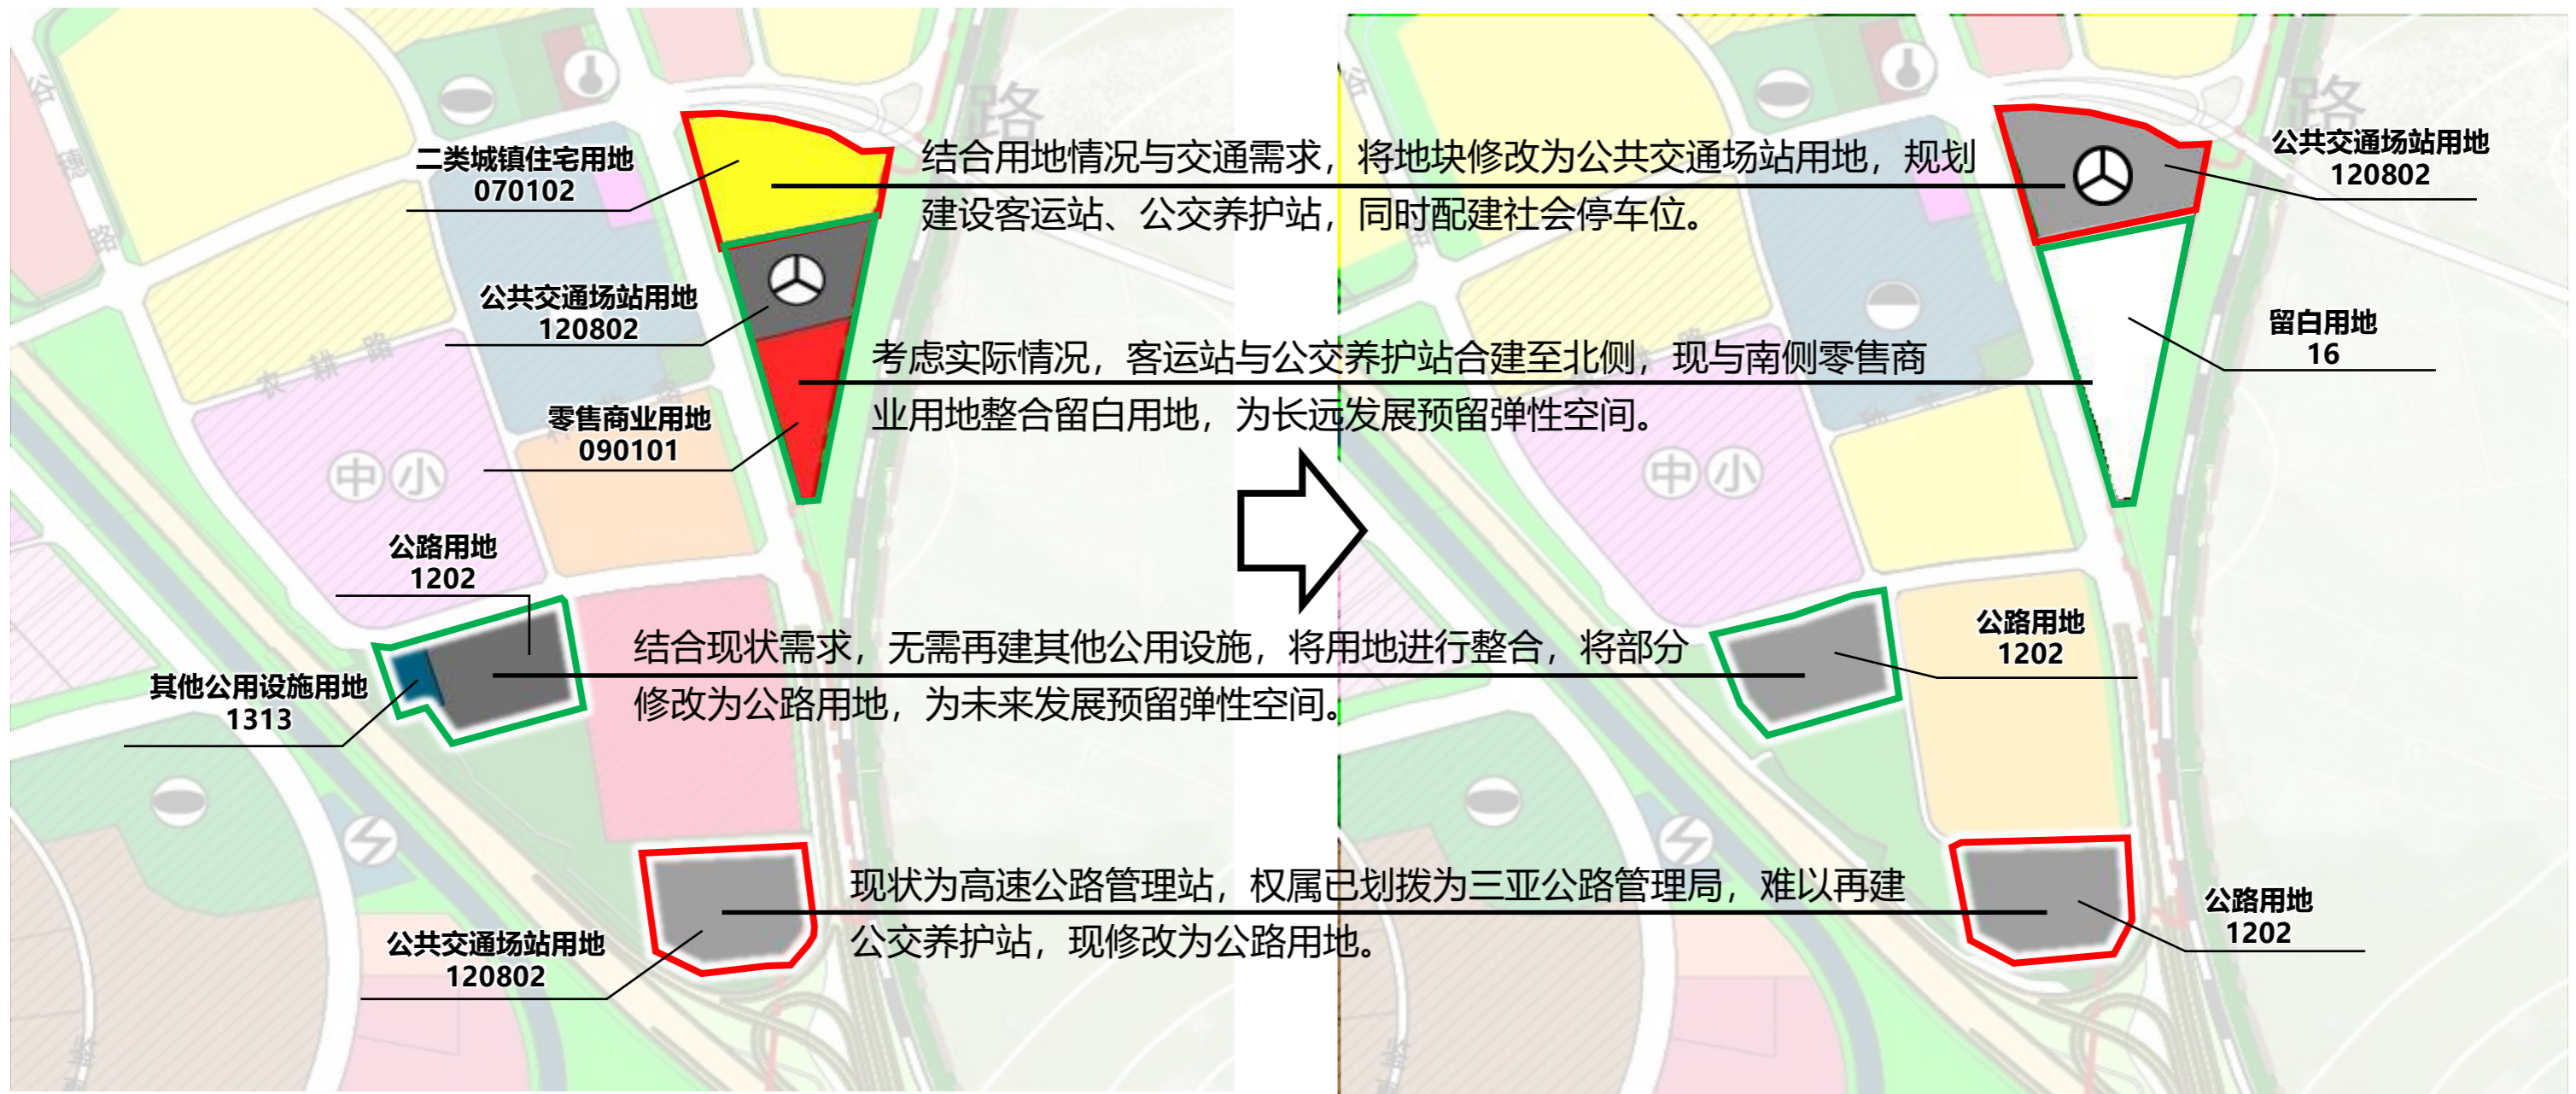 路
谷
穗
路
二类城镇住宅用地
070102
结合用地情况与交通需求，将地块修改为公共交通场站用地，规划
建设客运站、公交养护站，同时配建社会停车位。
公共交通场站用地
120802
农耕路
零售商业用地
090101
考虑实际情况，客运站与公交养护站合建至北侧，现与南侧零售商
业用地整合留白用地，为长远发展预留弹性空间。
中 小
公路用地
1202
其他公用设施用地
1313
结合现状需求，无需再建其他公用设施，将用地进行整合，将部分
修改为公路用地，为未来发展预留弹性空间。
公共交通场站用地
120802
现状为高速公路管理站，权属已划拨为三亚公路管理局，难以再建
公交养护站，现修改为公路用地。
路
公共交通场站用地
120802
留白用地
16
中 小
公路用地
1202
公路用地
1202